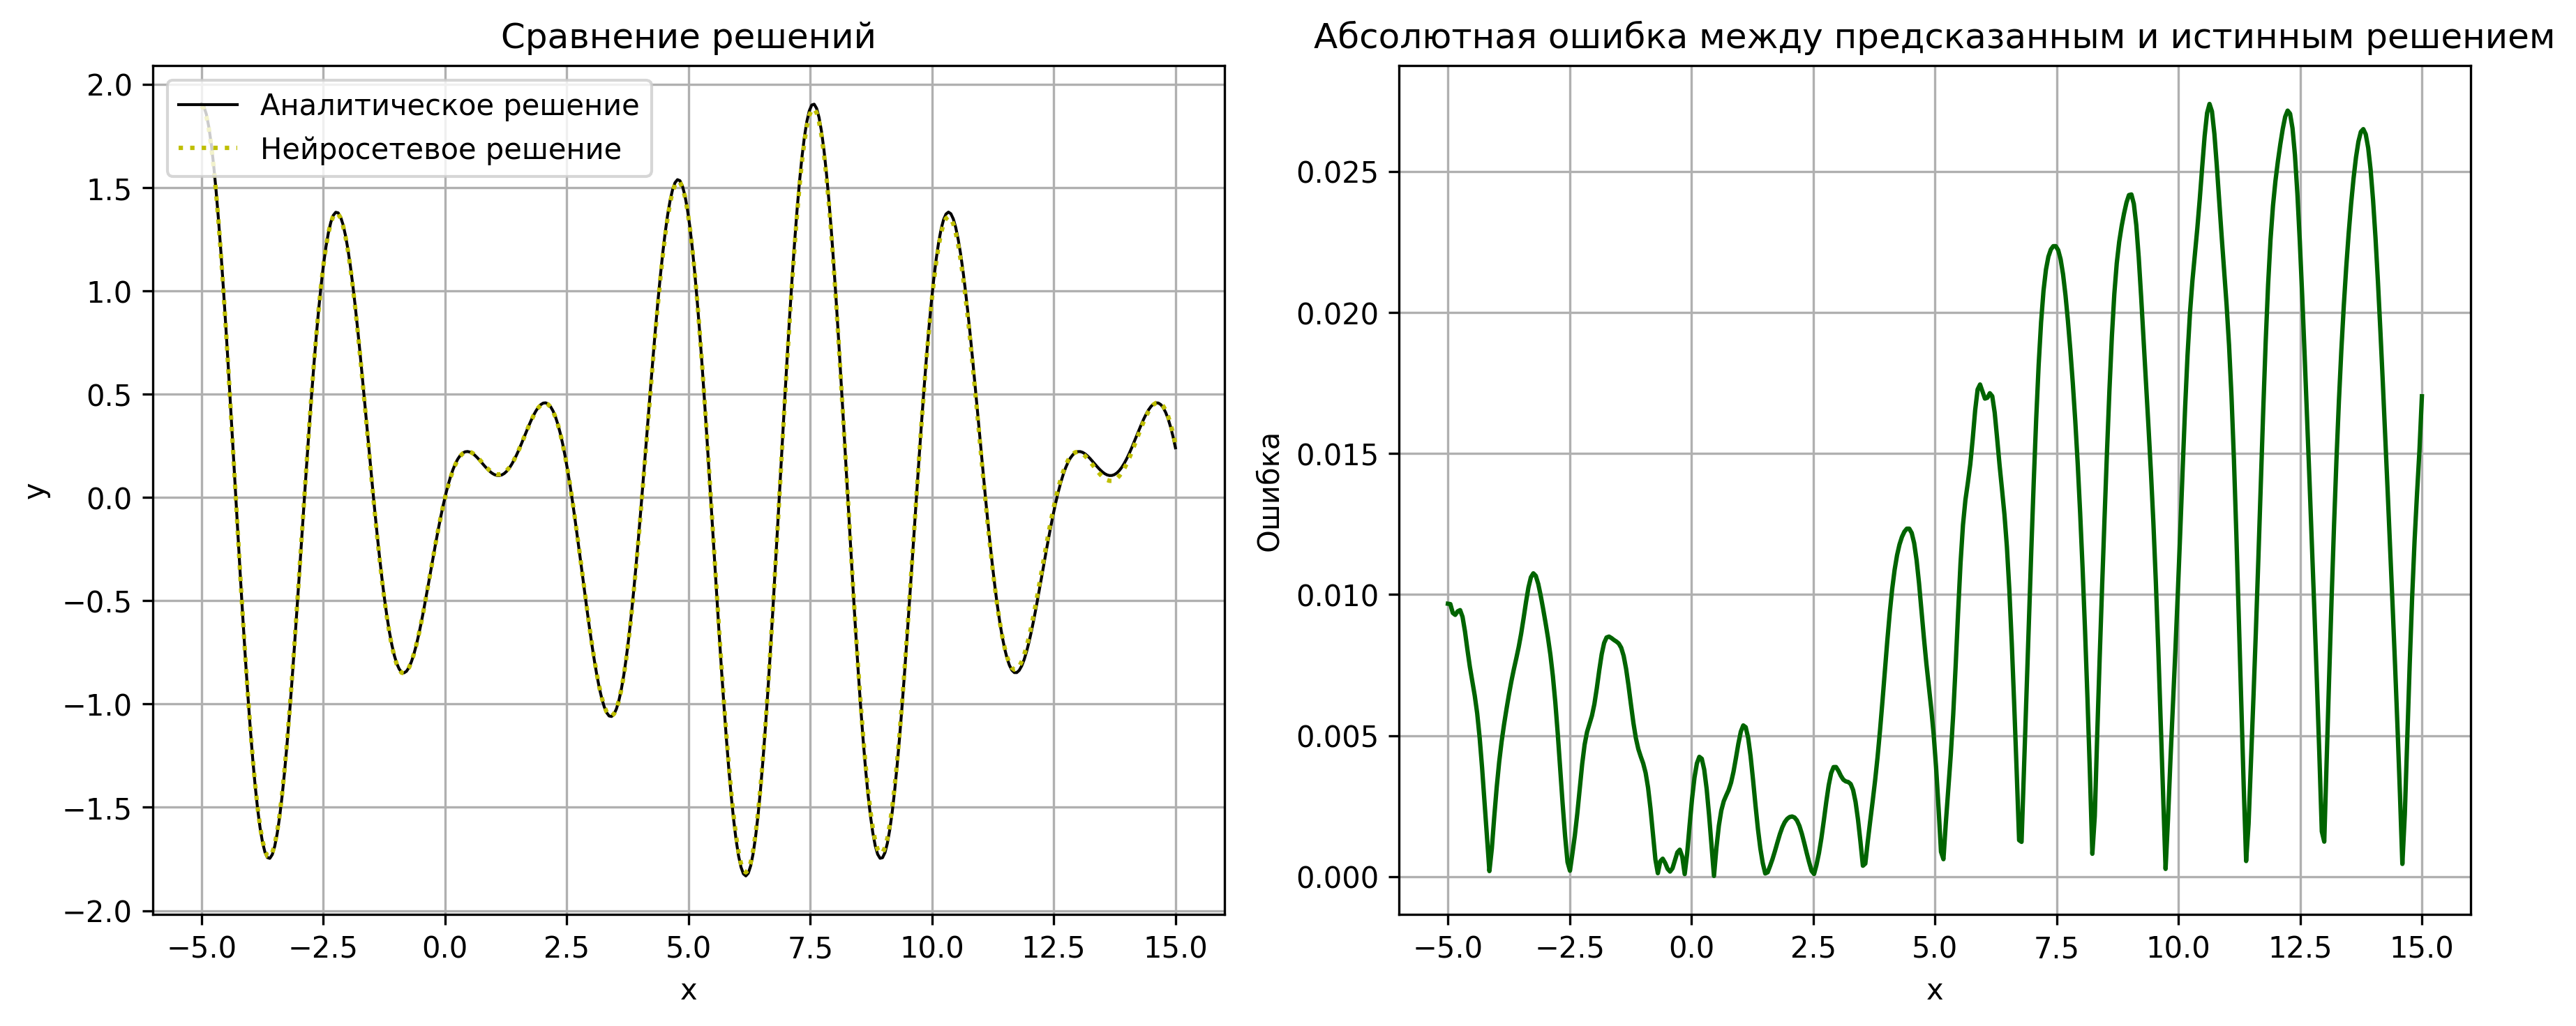 Сравнение решений
Аналитическое решение
Нейросетевое решение
2.0
1.5
1.0
0.5
0.0
−0.5
−1.0
−1.5
−2.0
y
−5.0 −2.5 0.0 2.5 5.0 7.5 10.0 12.5 15.0
x
Абсолютная ошибка между предсказанным и истинным решением
0.025
0.020
0.015
0.010
0.005
0.000
Ошибка
−5.0 −2.5 0.0 2.5 5.0 7.5 10.0 12.5 15.0
x